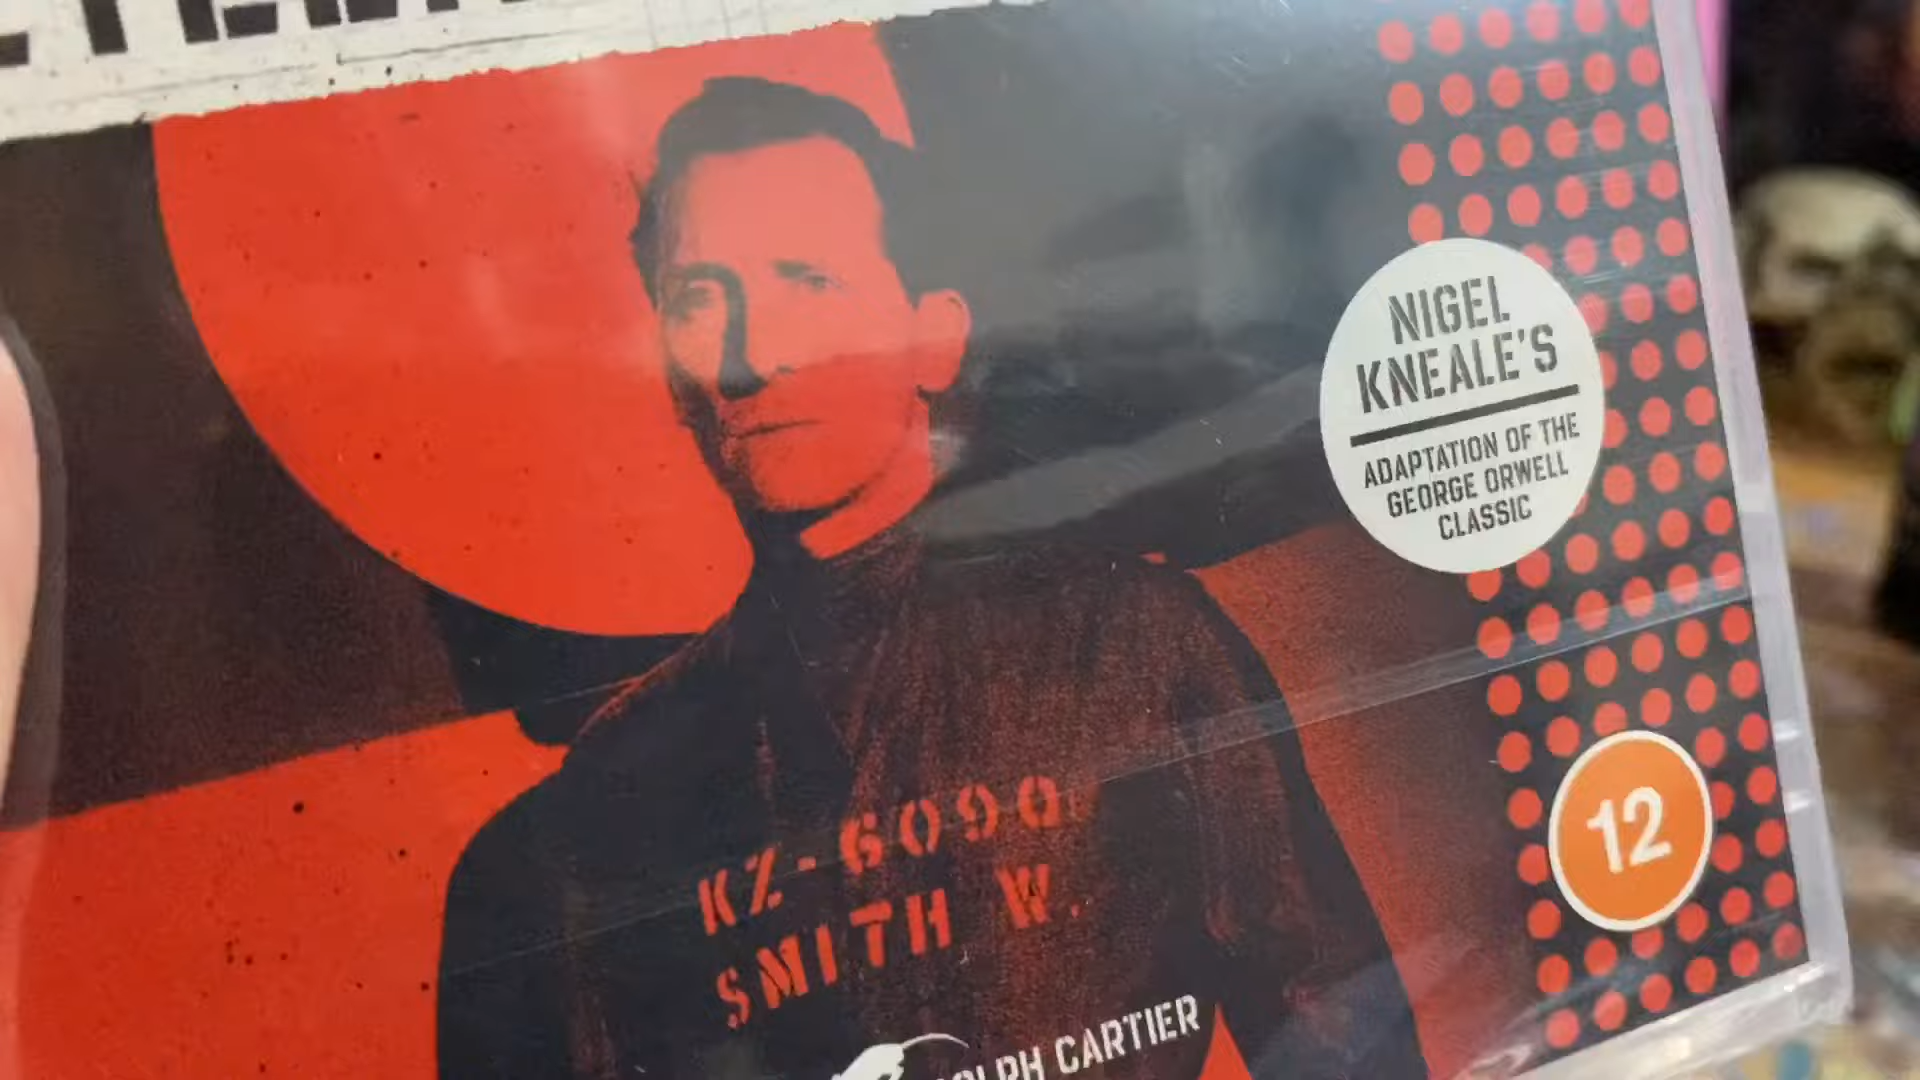 NIGEL
KNEALE'S
ADAPTATION OF THE
GEORGE ORWELL
CLASSIC
12
KZ-6090
SMITH W.
CARTIER